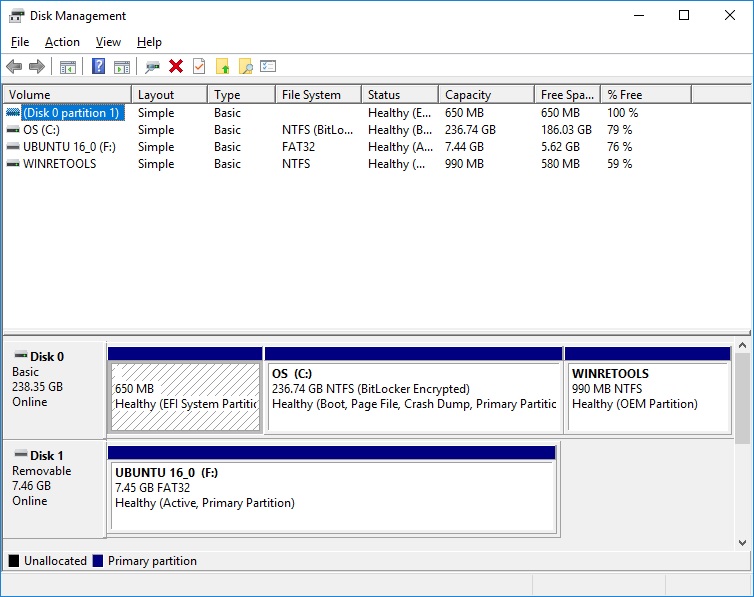 Disk Management
File Action View Help
Volume Layout Type File System Status Capacity Free Spa... % Free
(Disk 0 partition 1) Simple Basic Healthy (E... 650 MB 650 MB 100 %
OS (C:) Simple Basic NTFS (BitLo... Healthy (B... 236.74 GB 186.03 GB 79 %
UBUNTU 16_0 (F:) Simple Basic FAT32 Healthy (A... 7.44 GB 5.62 GB 76 %
WINRETOOLS Simple Basic NTFS Healthy (... 990 MB 580 MB 59 %
Disk 0
Basic
238.35 GB
Online
650 MB
Healthy (EFI System Partitic
OS (C:)
236.74 GB NTFS (BitLocker Encrypted)
Healthy (Boot, Page File, Crash Dump, Primary Partitic
WINRETOOLS
990 MB NTFS
Healthy (OEM Partition)
Disk 1
Removable
7.46 GB
Online
UBUNTU 16_0 (F:)
7.45 GB FAT32
Healthy (Active, Primary Partition)
Unallocated Primary partition